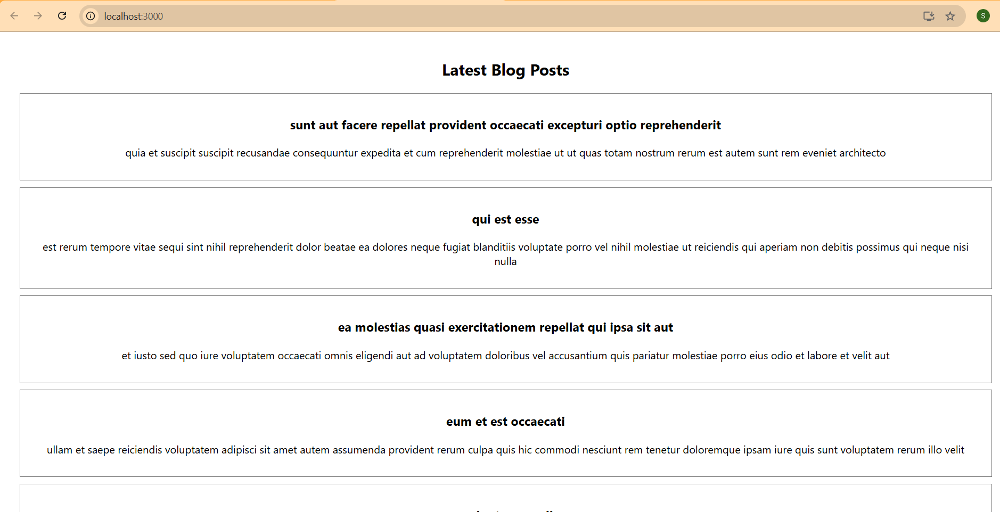 localhost:3000
S
Latest Blog Posts
sunt aut facere repellat provident occaecati excepturi optio reprehenderit
quia et suscipit suscipit recusandae consequuntur expedita et cum reprehenderit molestiae ut ut quas totam nostrum rerum est autem sunt rem eveniet architecto
qui est esse
est rerum tempore vitae sequi sint nihil reprehenderit dolor beatae ea dolores neque fugiat blanditiis voluptate porro vel nihil molestiae ut reiciendis qui aperiam non debitis possimus qui neque nisi
nulla
ea molestias quasi exercitationem repellat qui ipsa sit aut
et iusto sed quo iure voluptatem occaecati omnis eligendi aut ad voluptatem doloribus vel accusantium quis pariatur molestiae porro eius odio et labore et velit aut
eum et est occaecati
ullam et saepe reiciendis voluptatem adipisci sit amet autem assumenda provident rerum culpa quis hic commodi nesciunt rem tenetur doloremque ipsam iure quis sunt voluptatem rerum illo velit